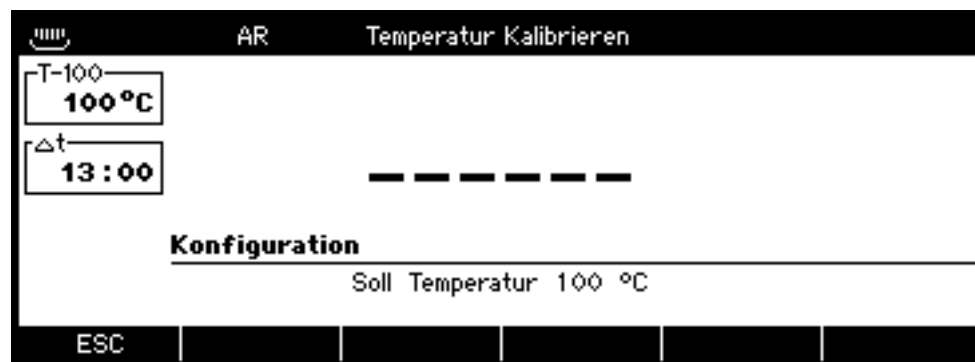 AR Temperatur Kalibrieren
T-100
100°C
△t
13:00
------
Konfiguration
Soll Temperatur 100 °C
ESC